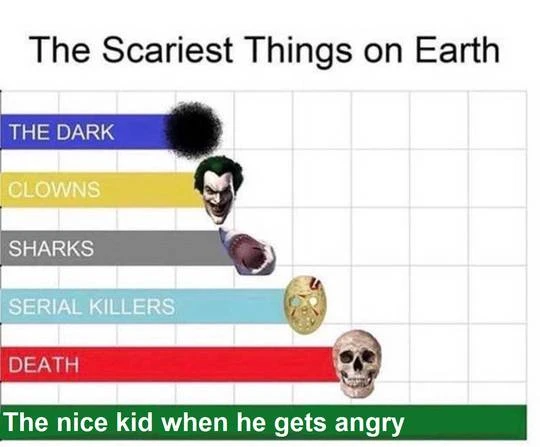 The Scariest Things on Earth
THE DARK
CLOWNS
SHARKS
SERIAL KILLERS
DEATH
The nice kid when he gets angry